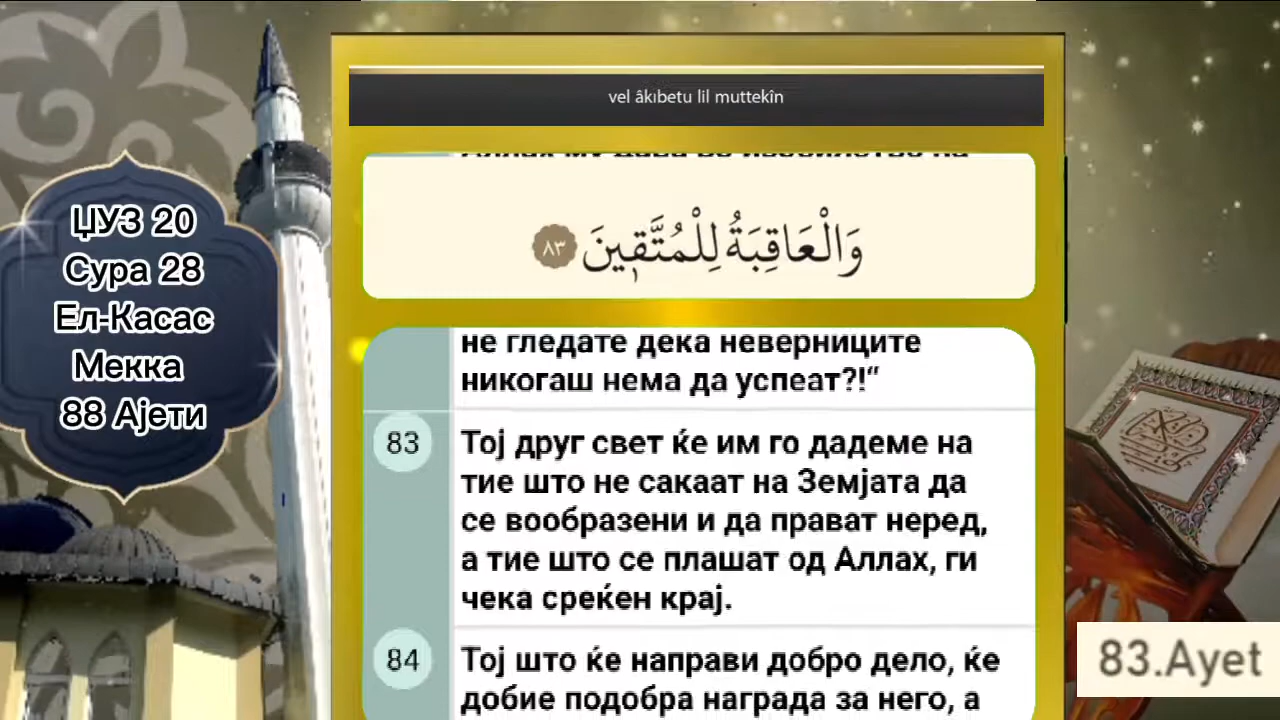 ЏУЗ 20
Сура 28
Ел-Касас
Мекка
88 Ајети
vel âkıbetu lil muttekîn
وَالْعَاقِبَةُ لِلْمُتَّق۪ينَ ﴿٨٣﴾
не гледате дека неверниците
никогаш нема да успеат?!“
83 Тој друг свет ќе им го дадеме на
тие што не сакаат на Земјата да
се вообразени и да прават неред,
а тие што се плашат од Аллах, ги
чека среќен крај.
84 Тој што ќе направи добро дело, ќе
добие подобра награда за него, а
83.Ayet